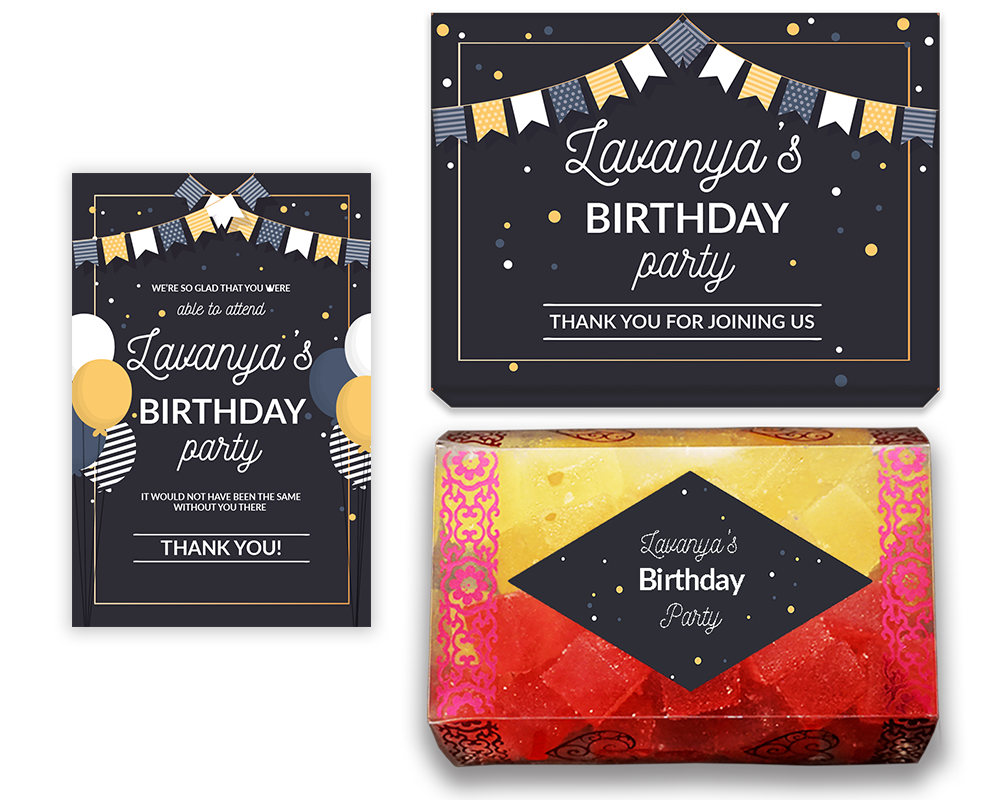 WE'RE SO GLAD THAT YOU WERE
able to attend
Lavanya's
BIRTHDAY
party
IT WOULD NOT HAVE BEEN THE SAME
WITHOUT YOU THERE
THANK YOU!
Lavanya's
BIRTHDAY
party
THANK YOU FOR JOINING US
Lavanya's
Birthday
Party